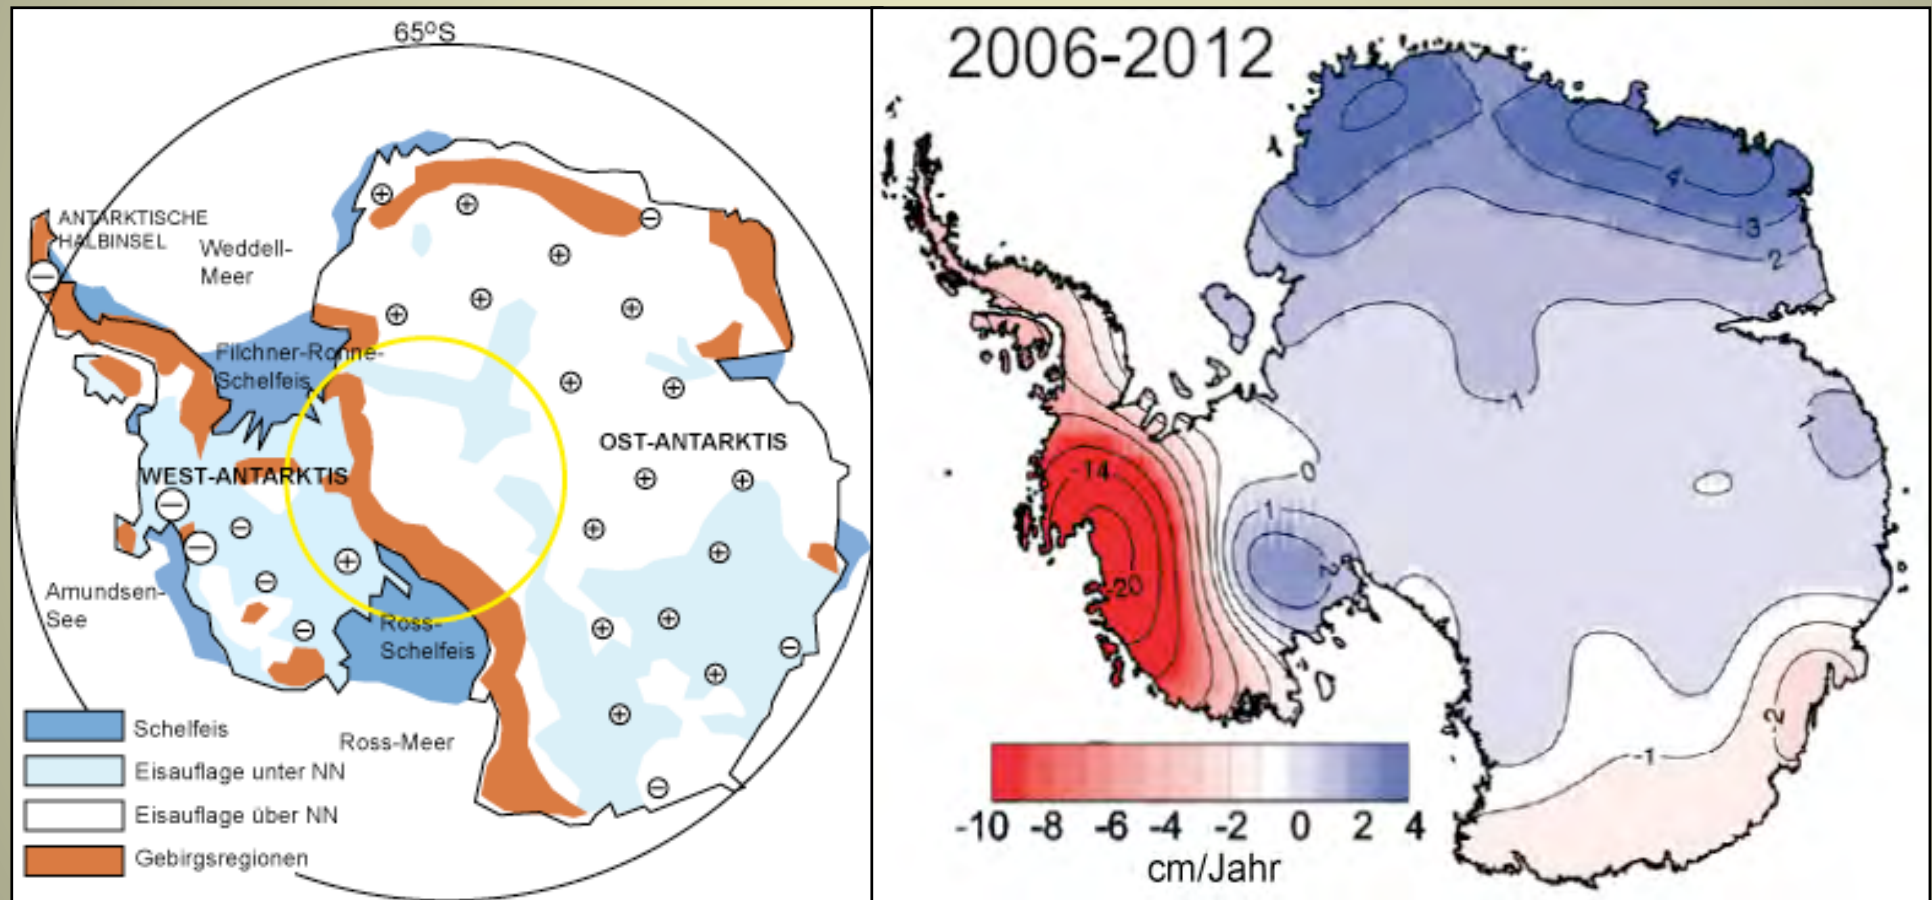 65°S
ANTARKTISCHE
HALBINSEL
Weddell-
Meer
Filchner-Ronne-
Schelfeis
OST-ANTARKTIS
WEST-ANTARKTIS
Amundsen-
See
Ross-
Schelfeis
Ross-Meer
Schelfeis
Eisauflage unter NN
Eisauflage über NN
Gebirgsregionen
2006-2012
4
3
2
1
1
-14
0
1
2
-20
-2
-1
-10 -8 -6 -4 -2 0 2 4
cm/Jahr